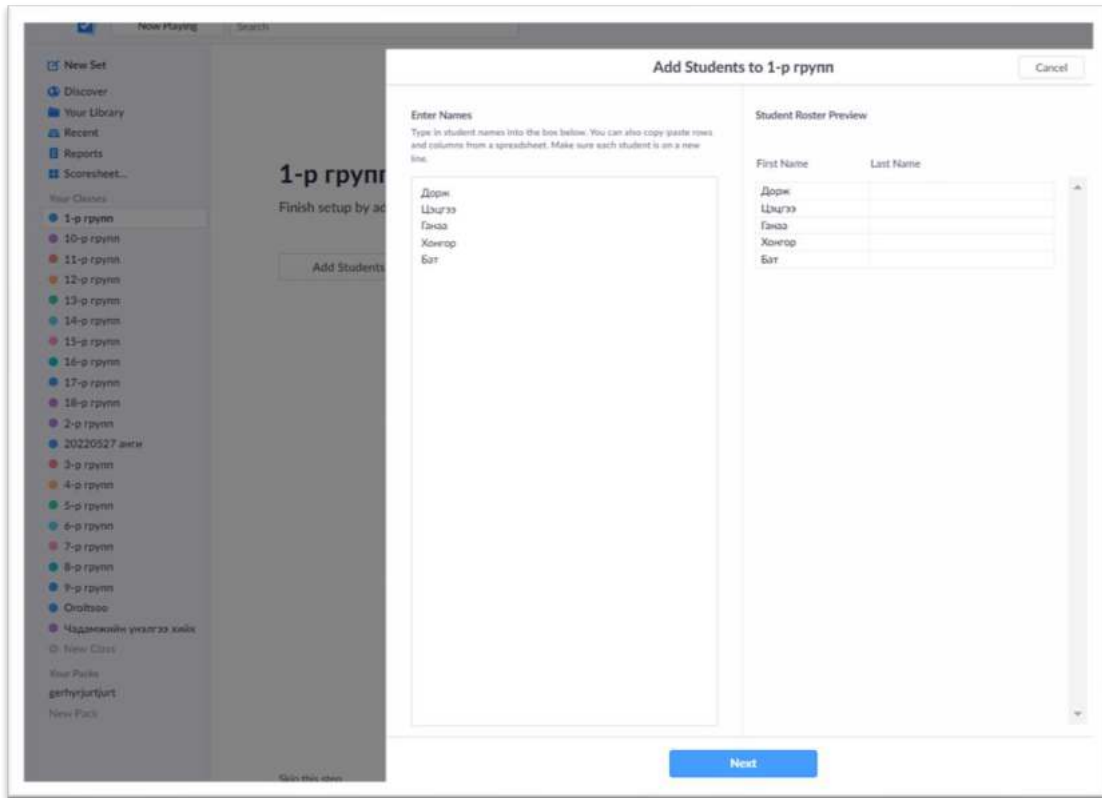 Now Playing
Search
New Set
Discover
Your Library
Recent
Reports
Scoresheet...
Your Classes
1-р групп
10-р групп
11-р групп
12-р групп
13-р групп
14-р групп
15-р групп
16-р групп
17-р групп
18-р групп
2-р групп
20220527 анги
3-р групп
4-р групп
5-р групп
6-р групп
7-р групп
8-р групп
9-р групп
Oroltsoo
Чадамжийн үнэлгээ хийх
New Class
Your Packs
gerhyrjurtjurt
New Pack
1-р групп
Finish setup by ad
Add Students
Skip this step
Add Students to 1-р групп
Cancel
Enter Names
Type in student names into the box below. You can also copy paste rows
and columns from a spreadsheet. Make sure each student is on a new
line.
Дорж
Цэцгээ
Ганаа
Хонгор
Бат
Student Roster Preview
First Name Last Name
Дорж
Цэцгээ
Ганаа
Хонгор
Бат
Next